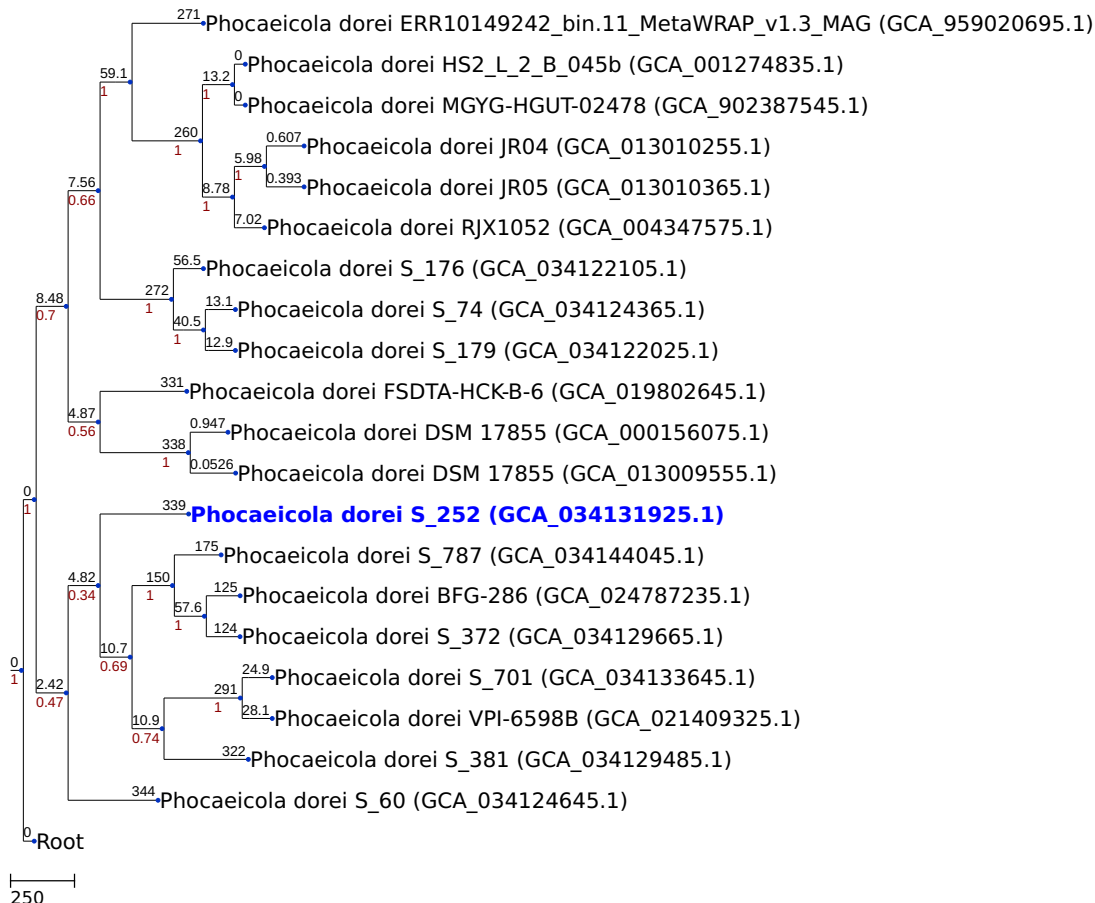 271
Phocaeicola dorei ERR10149242_bin.11_MetaWRAP_v1.3_MAG (GCA_959020695.1)
59.1
1
0
Phocaeicola dorei HS2_L_2_B_045b (GCA_001274835.1)
13.2
1
0
Phocaeicola dorei MGYG-HGUT-02478 (GCA_902387545.1)
260
1
0.607
Phocaeicola dorei JR04 (GCA_013010255.1)
5.98
1
0.393
Phocaeicola dorei JR05 (GCA_013010365.1)
8.78
1
7.02
Phocaeicola dorei RJX1052 (GCA_004347575.1)
7.56
0.66
56.5
Phocaeicola dorei S_176 (GCA_034122105.1)
272
1
13.1
Phocaeicola dorei S_74 (GCA_034124365.1)
40.5
1
12.9
Phocaeicola dorei S_179 (GCA_034122025.1)
8.48
0.7
331
Phocaeicola dorei FSDTA-HCK-B-6 (GCA_019802645.1)
4.87
0.56
0.947
Phocaeicola dorei DSM 17855 (GCA_000156075.1)
338
1
0.0526
Phocaeicola dorei DSM 17855 (GCA_013009555.1)
0
1
339
Phocaeicola dorei S_252 (GCA_034131925.1)
4.82
0.34
175
Phocaeicola dorei S_787 (GCA_034144045.1)
150
1
125
Phocaeicola dorei BFG-286 (GCA_024787235.1)
57.6
1
124
Phocaeicola dorei S_372 (GCA_034129665.1)
10.7
0.69
0
1
2.42
0.47
24.9
Phocaeicola dorei S_701 (GCA_034133645.1)
291
1
28.1
Phocaeicola dorei VPI-6598B (GCA_021409325.1)
10.9
0.74
322
Phocaeicola dorei S_381 (GCA_034129485.1)
344
Phocaeicola dorei S_60 (GCA_034124645.1)
0
Root
250